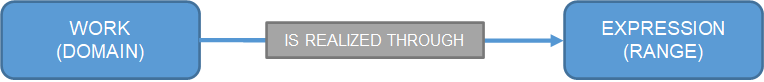 WORK
(DOMAIN)
IS REALIZED THROUGH
EXPRESSION
(RANGE)